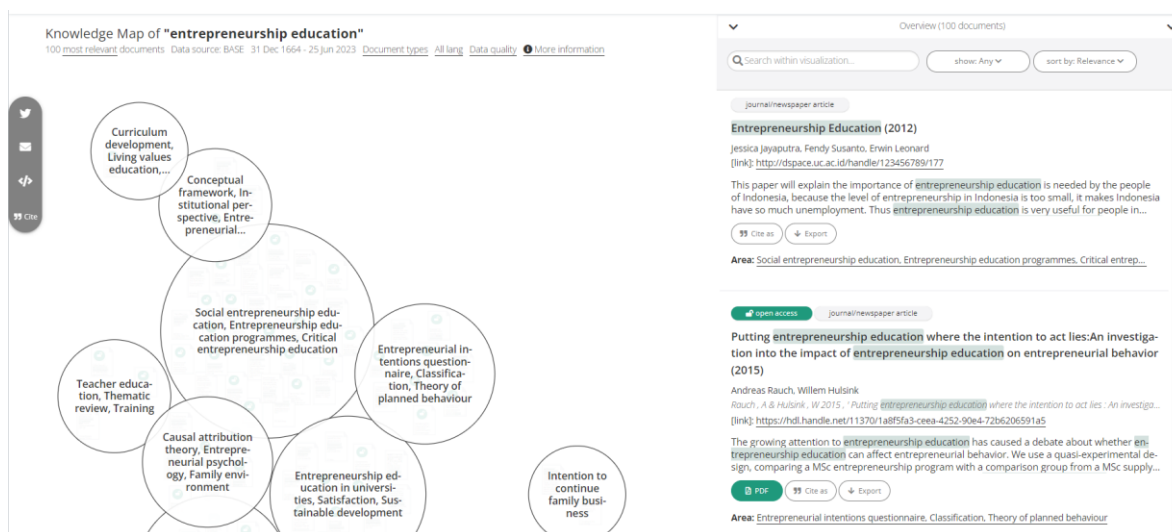 Knowledge Map of "entrepreneurship education"
100 most relevant documents Data source: BASE 31 Dec 1664 - 25 Jun 2023 Document types All lang Data quality More information
Cite
Curriculum
development,
Living values
education,...
Conceptual
framework, In-
stitutional per-
spective, Entre-
preneurial...
Social entrepreneurship edu-
cation, Entrepreneurship edu-
cation programmes, Critical
entrepreneurship education
Entrepreneurial in-
tentions question-
naire, Classifica-
tion, Theory of
planned behaviour
Teacher educa-
tion, Thematic
review, Training
Causal attribution
theory, Entrepre-
neurial psychol-
ogy, Family envi-
ronment
Entrepreneurship ed-
ucation in universi-
ties, Satisfaction, Sus-
tainable development
Intention to
continue
family busi-
ness
Overview (100 documents)
Search within visualization...
show: Any
sort by: Relevance
journal/newspaper article
Entrepreneurship Education (2012)
Jessica Jayaputra, Fendy Susanto, Erwin Leonard
[link]: http://dspace.uc.ac.id/handle/123456789/177
This paper will explain the importance of entrepreneurship education is needed by the people
of Indonesia, because the level of entrepreneurship in Indonesia is too small, it makes Indonesia
have so much unemployment. Thus entrepreneurship education is very useful for people in...
Cite as
Export
Area: Social entrepreneurship education, Entrepreneurship education programmes, Critical entrep...
open access
journal/newspaper article
Putting entrepreneurship education where the intention to act lies:An investiga-
tion into the impact of entrepreneurship education on entrepreneurial behavior
(2015)
Andreas Rauch, Willem Hulsink
Rauch , A & Hulsink , W 2015 , ' Putting entrepreneurship education where the intention to act lies : An investiga...
[link]: https://hdl.handle.net/11370/1a8f5fa3-ceea-4252-90e4-72b6206591a5
The growing attention to entrepreneurship education has caused a debate about whether en-
trepreneurship education can affect entrepreneurial behavior. We use a quasi-experimental de-
sign, comparing a MSc entrepreneurship program with a comparison group from a MSc supply...
PDF
Cite as
Export
Area: Entrepreneurial intentions questionnaire, Classification, Theory of planned behaviour